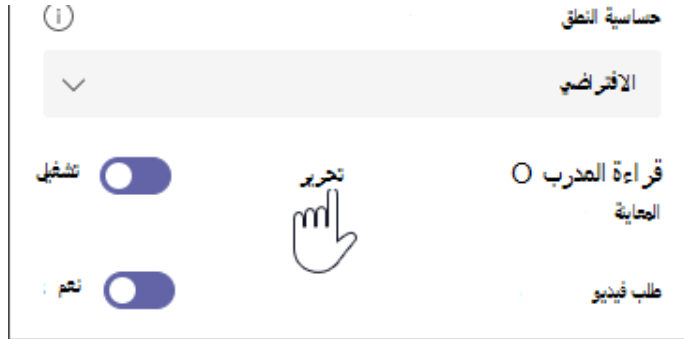 حساسية النطق
الافتراضي
قراءة المدرب O تحرير تشغيل
المعاينة
طلب فيديو نعم